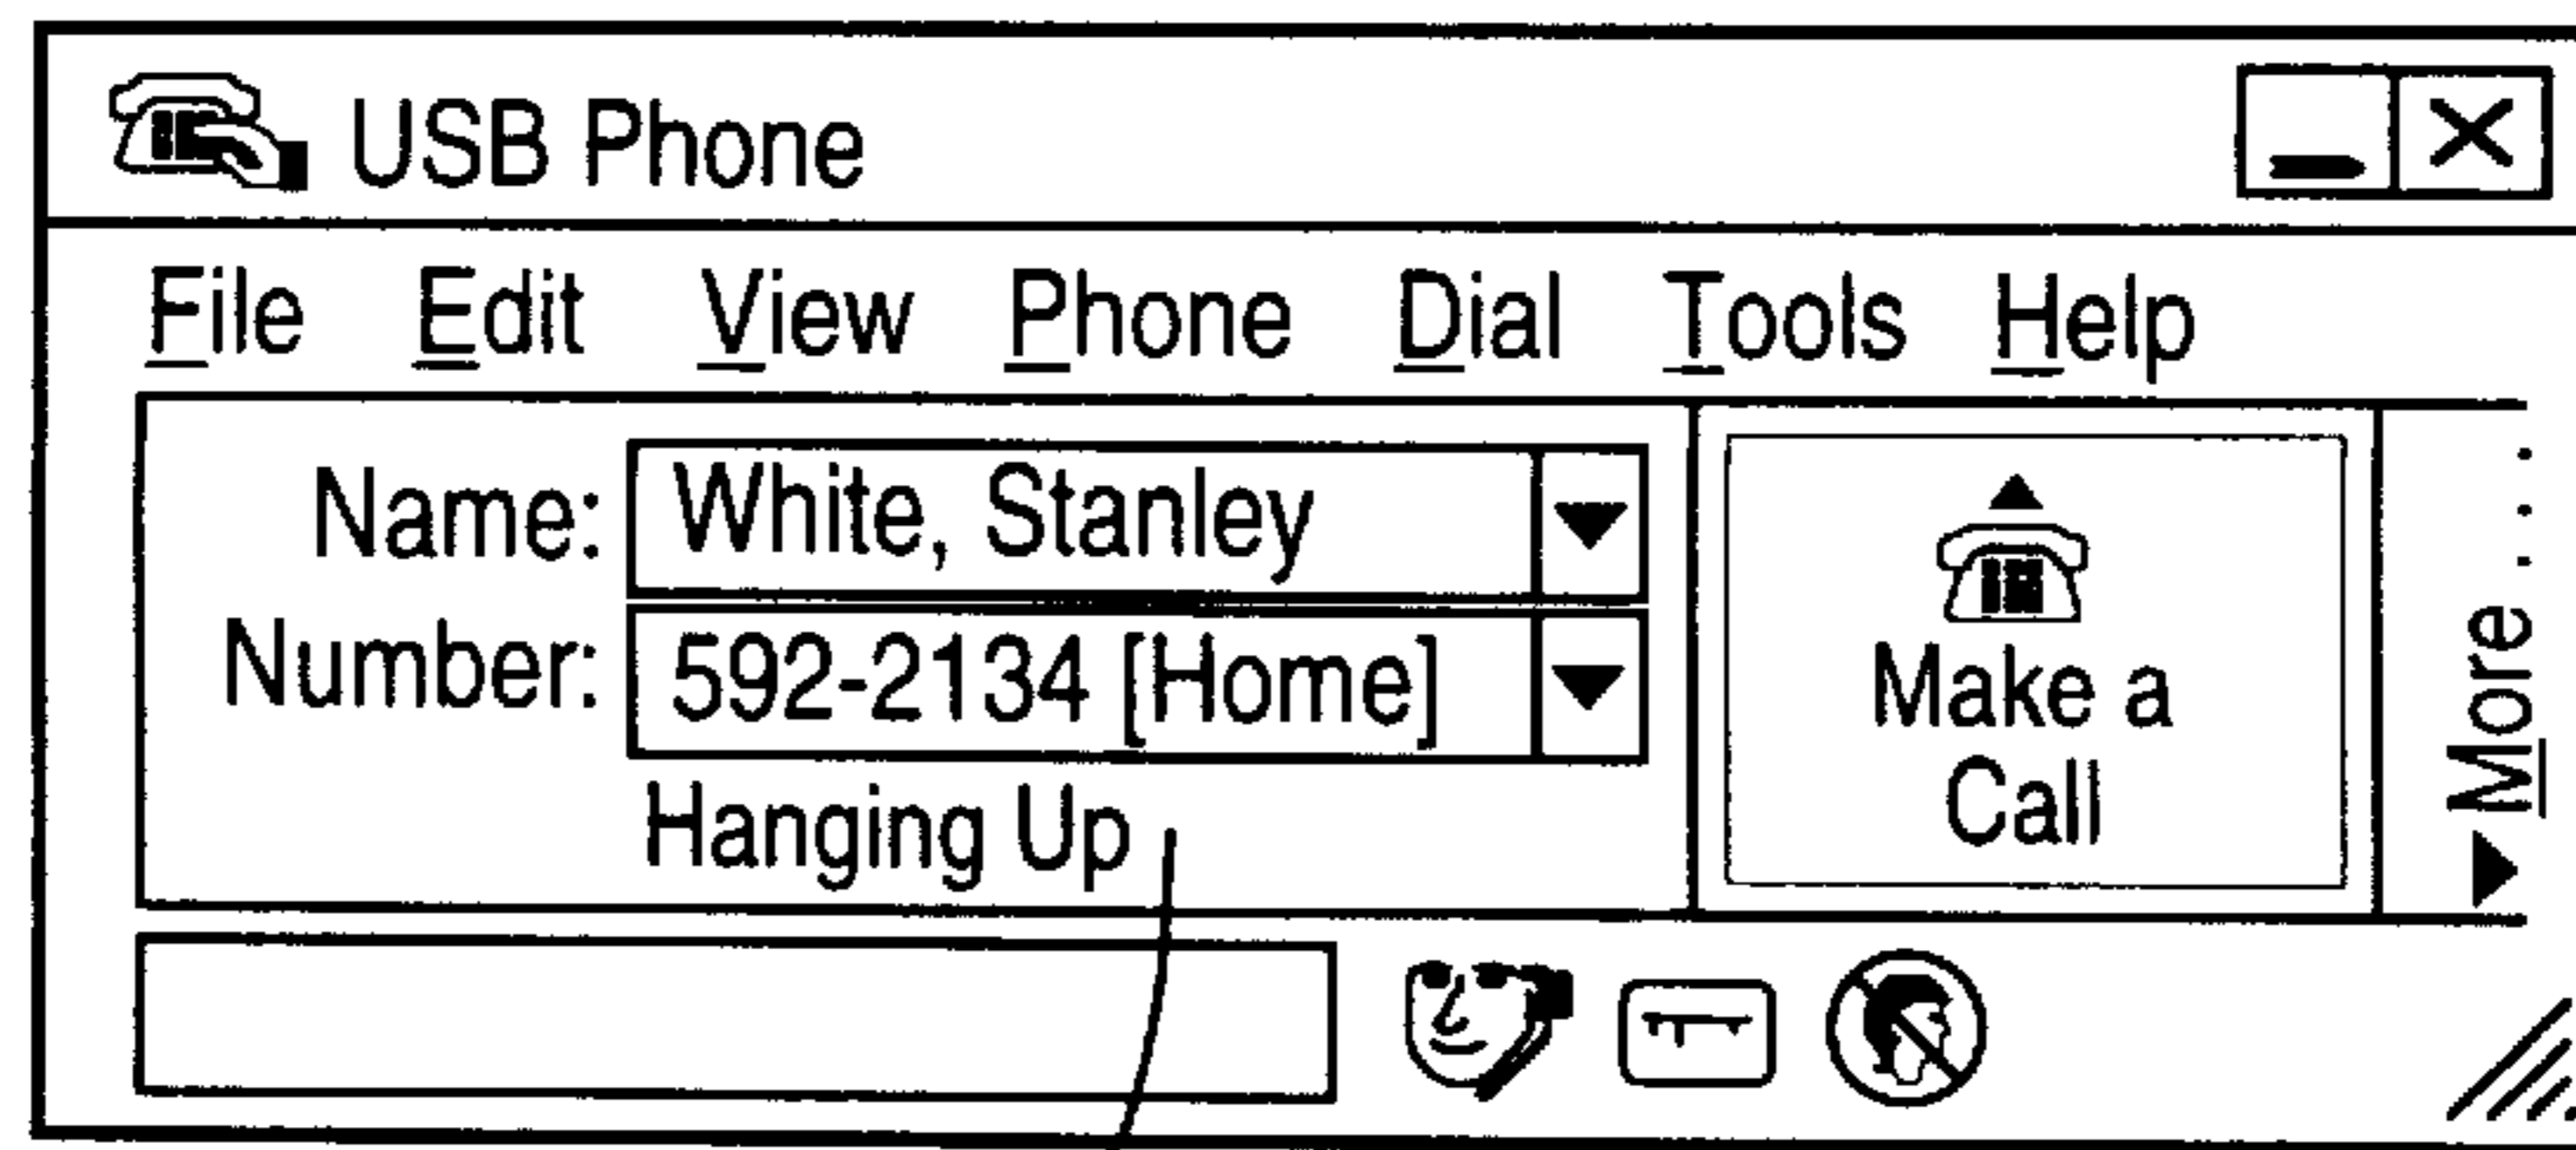 USB Phone
File Edit View Phone Dial Tools Help
Name: White, Stanley
Number: 592-2134 [Home]
Hanging Up
Make a
Call
More . . .